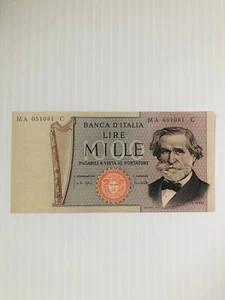 MA 051081 C MA 051081 C
BANCA D'ITALIA
LIRE
MILLE
PAGABILI A VISTA AL PORTATORE